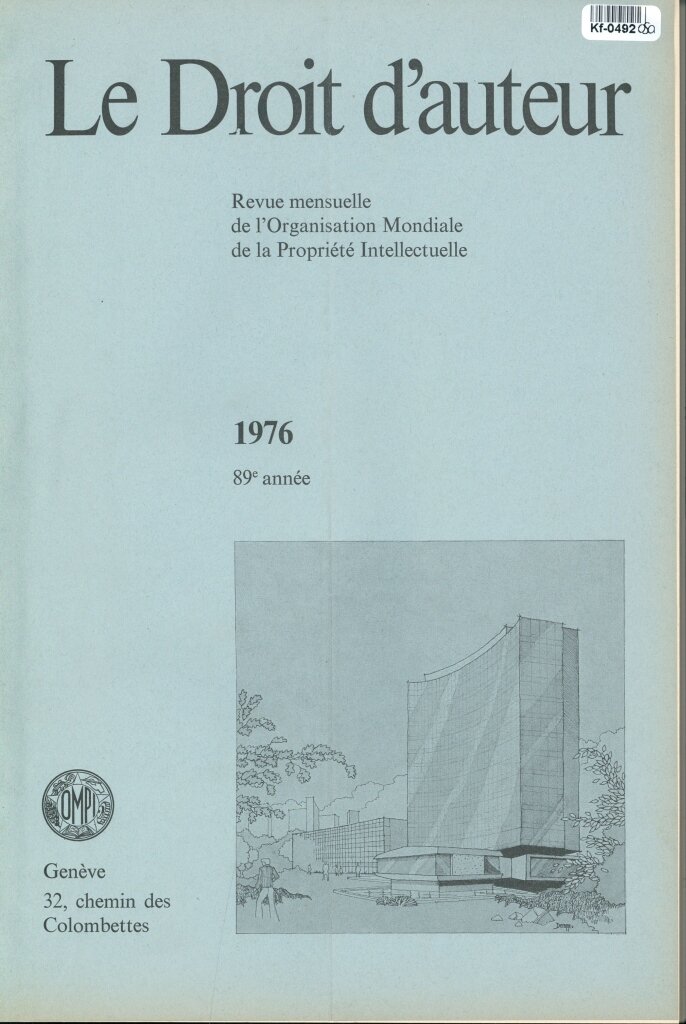 Kf-0492
Le Droit d'auteur
Revue mensuelle
de l'Organisation Mondiale
de la Propriété Intellectuelle
1976
89e année
OMPI
Genève
32, chemin des
Colombettes